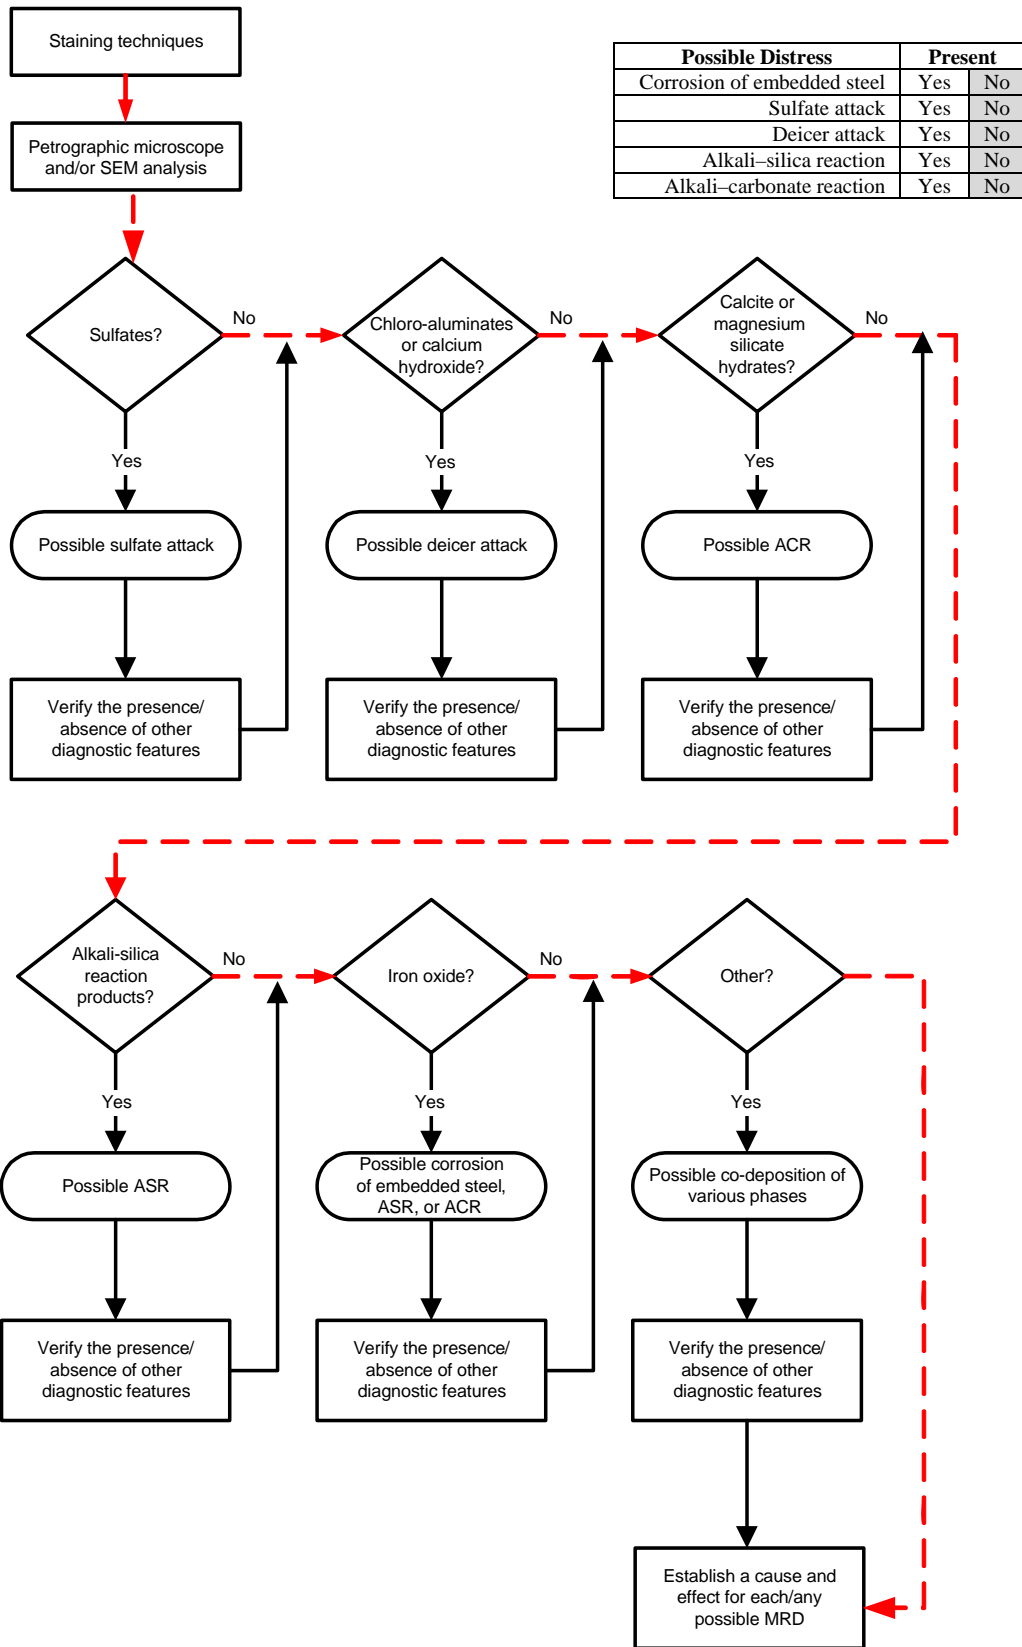 Staining techniques
Possible Distress Present
Corrosion of embedded steel Yes No
Sulfate attack Yes No
Deicer attack Yes No
Alkali–silica reaction Yes No
Alkali–carbonate reaction Yes No
Petrographic microscope
and/or SEM analysis
Sulfates?
No
Chloro-aluminates
or calcium
hydroxide?
No
Calcite or
magnesium
silicate
hydrates?
No
Yes
Yes
Yes
Possible sulfate attack
Possible deicer attack
Possible ACR
Verify the presence/
absence of other
diagnostic features
Verify the presence/
absence of other
diagnostic features
Verify the presence/
absence of other
diagnostic features
Alkali-silica
reaction
products?
No
Iron oxide?
No
Other?
Yes
Yes
Yes
Possible ASR
Possible corrosion
of embedded steel,
ASR, or ACR
Possible co-deposition of
various phases
Verify the presence/
absence of other
diagnostic features
Verify the presence/
absence of other
diagnostic features
Verify the presence/
absence of other
diagnostic features
Establish a cause and
effect for each/any
possible MRD